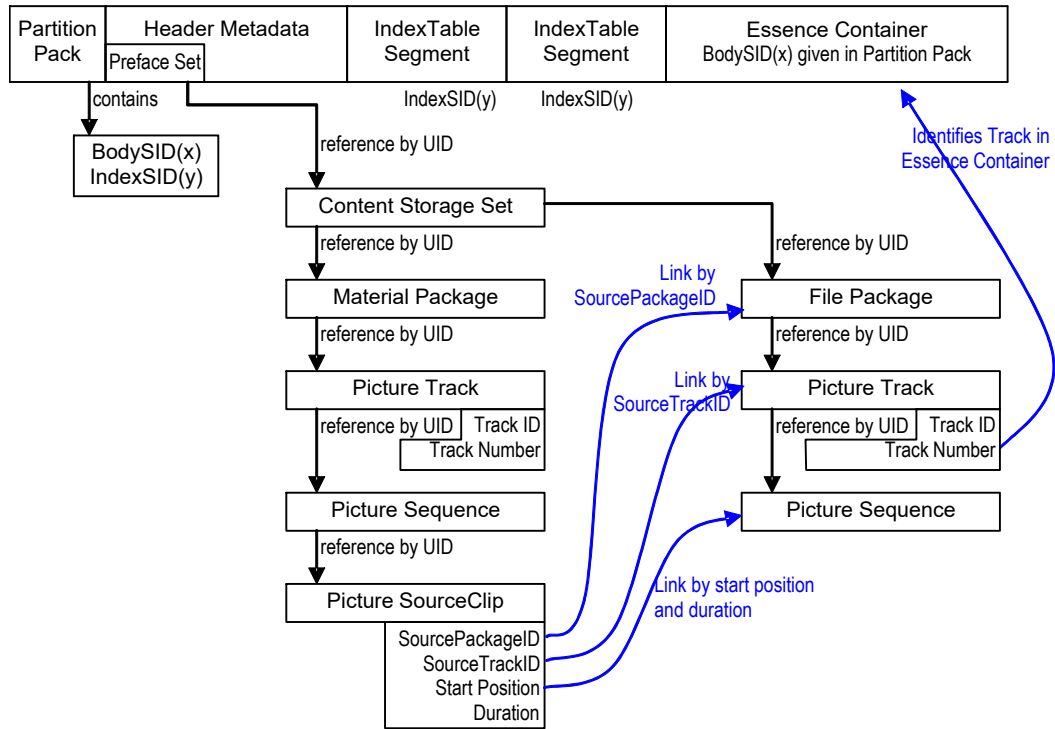 Partition
Pack
Header Metadata
Preface Set
IndexTable
Segment
IndexTable
Segment
Essence Container
BodySID(x) given in Partition Pack
contains
IndexSID(y)
IndexSID(y)
BodySID(x)
IndexSID(y)
reference by UID
Identifies Track in
Essence Container
Content Storage Set
reference by UID
reference by UID
Link by
SourcePackageID
Material Package
File Package
reference by UID
reference by UID
Picture Track
Link by
SourceTrackID
Picture Track
reference by UID
Track ID
Track Number
reference by UID
Track ID
Track Number
Picture Sequence
Picture Sequence
reference by UID
Picture SourceClip
Link by start position
and duration
SourcePackageID
SourceTrackID
Start Position
Duration